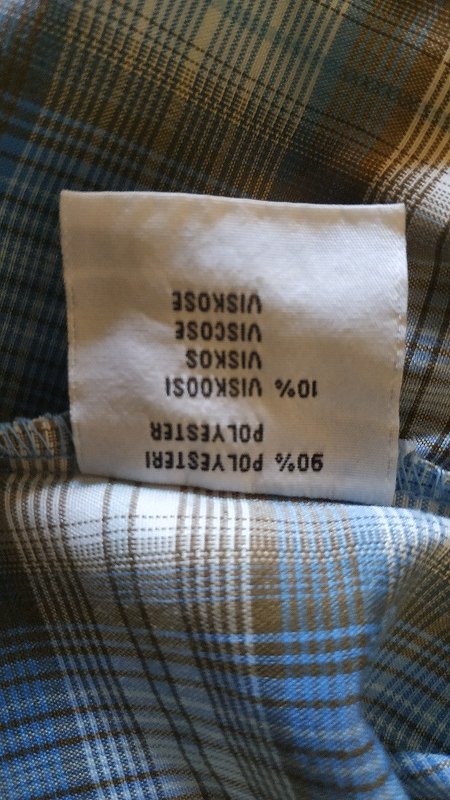 90% POLYESTERI
POLYESTER
10% VISKOOSI
VISKOS
VISCOSE
VISKOSE